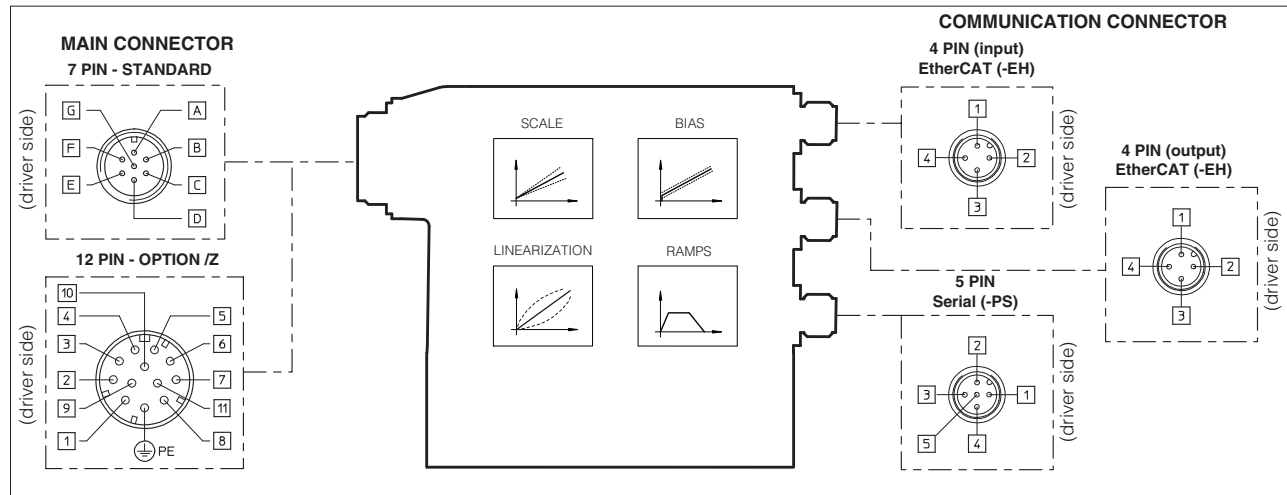 MAIN CONNECTOR
7 PIN - STANDARD
(driver side)
G
A
F
B
E
C
D
12 PIN - OPTION /Z
(driver side)
10
4
5
3
6
2
7
9
11
1
8
PE
SCALE
BIAS
LINEARIZATION
RAMPS
COMMUNICATION CONNECTOR
4 PIN (input)
EtherCAT (-EH)
1
4
2
3
(driver side)
4 PIN (output)
EtherCAT (-EH)
1
4
2
3
(driver side)
5 PIN
Serial (-PS)
2
3
1
5
4
(driver side)